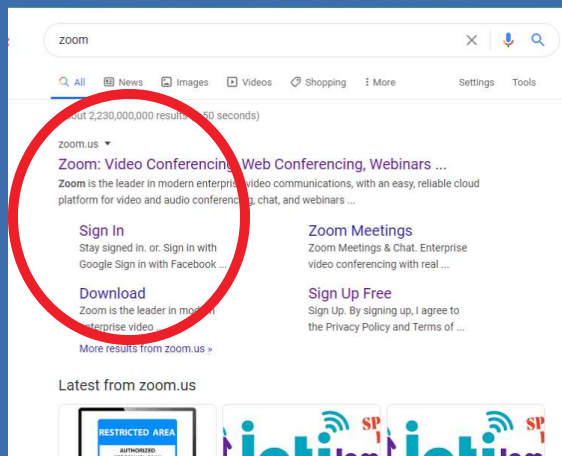 zoom
All News Images Videos Shopping More Settings Tools
out 2,230,000,000 results 50 seconds)
zoom.us
Zoom: Video Conferencing, Web Conferencing, Webinars ...
Zoom is the leader in modern enterprise video communications, with an easy, reliable cloud
platform for video and audio conferencing, chat, and webinars ...
Sign In
Stay signed in. or. Sign in with
Google Sign in with Facebook ...
Zoom Meetings
Zoom Meetings & Chat. Enterprise
video conferencing with real ...
Download
Zoom is the leader in modern
enterprise video ...
Sign Up Free
Sign Up. By signing up, I agree to
the Privacy Policy and Terms of ...
More results from zoom.us »
Latest from zoom.us
RESTRICTED AREA
AUTHORIZED
SP
SP